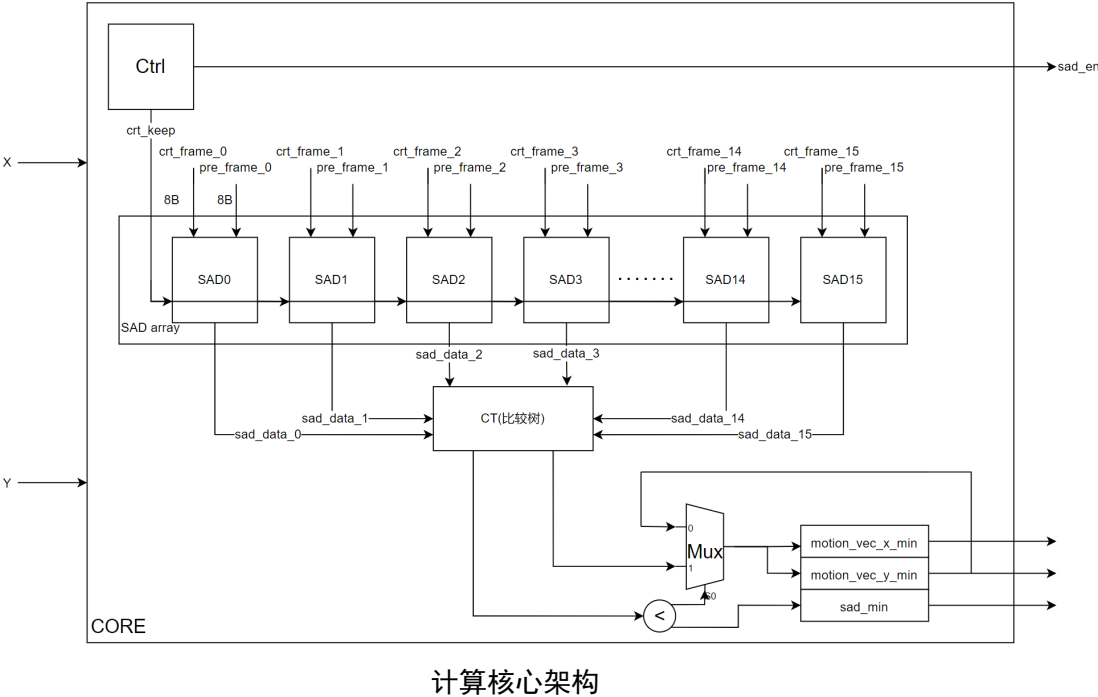 Ctrl
sad_en
crt_keep
X
crt_frame_0
crt_frame_1
crt_frame_2
crt_frame_3
crt_frame_14
crt_frame_15
pre_frame_0
pre_frame_1
pre_frame_2
pre_frame_3
pre_frame_14
pre_frame_15
8B
8B
SAD0
SAD1
SAD2
SAD3
.......
SAD14
SAD15
SAD array
sad_data_2
sad_data_3
sad_data_1
CT(比较树)
sad_data_14
sad_data_0
sad_data_15
Y
0
Mux
1
S0
motion_vec_x_min
motion_vec_y_min
<
sad_min
CORE
计算核心架构